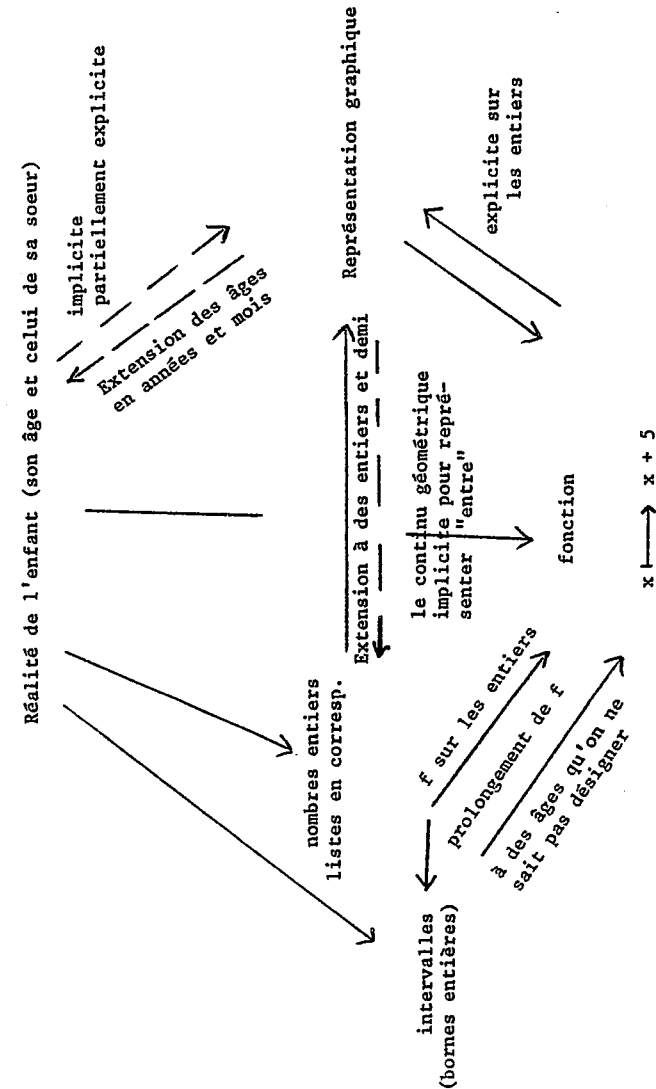 Réalité de l'enfant (son âge et celui de sa soeur)
implicite
partiellement explicite
Extension des âges
en années et mois
nombres entiers
listes en corresp.
Extension à des entiers et demi
Représentation graphique
le continu géométrique
implicite pour repré-
senter "entre"
explicite sur
les entiers
intervalles
(bornes entières)
f sur les entiers
prolongement de f
à des âges qu'on ne
sait pas désigner
fonction
x ⟼ x + 5